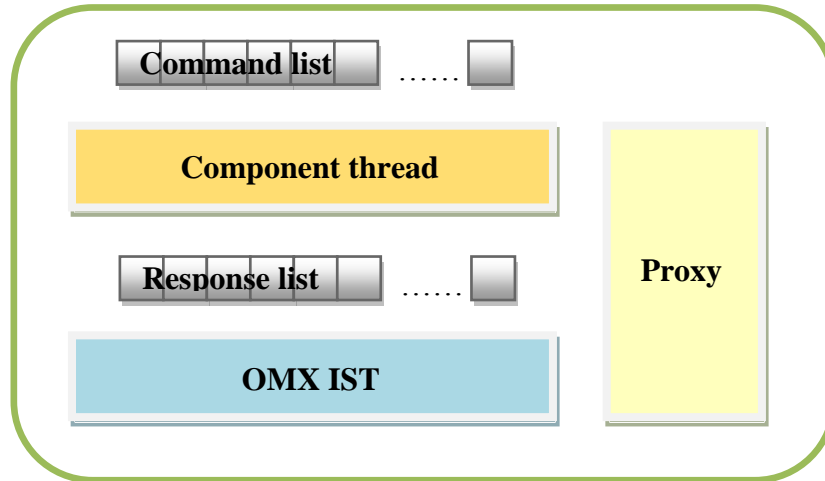 Command list
......
Component thread
Response list
......
Proxy
OMX IST